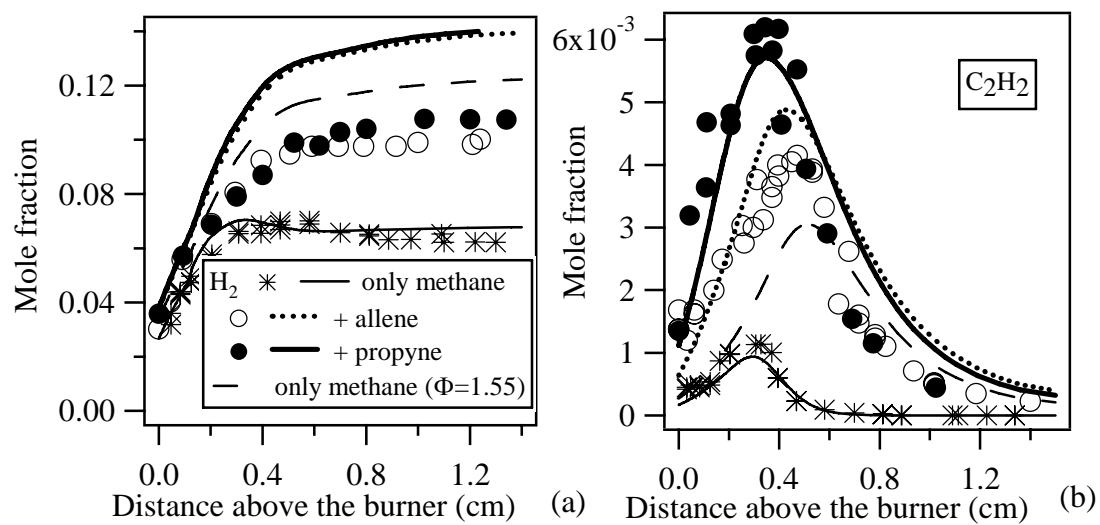 Mole fraction
0.12
0.08
0.04
0.00
H2 only methane
+ allene
+ propyne
only methane (Φ=1.55)
0.0 0.4 0.8 1.2
Distance above the burner (cm)
(a)
Mole fraction
6x10^-3
5
4
3
2
1
0
C2H2
0.0 0.4 0.8 1.2
Distance above the burner (cm)
(b)